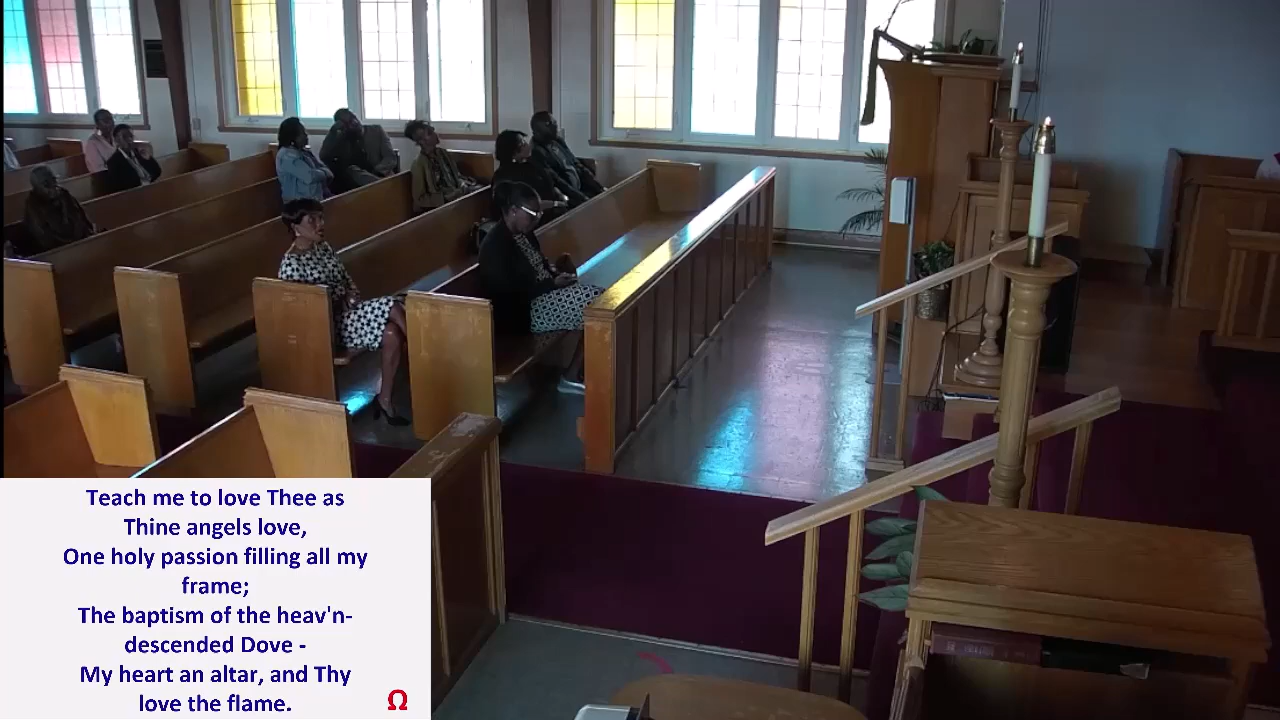 Teach me to love Thee as
Thine angels love,
One holy passion filling all my
frame;
The baptism of the heav'n-
descended Dove -
My heart an altar, and Thy
love the flame.
Ω